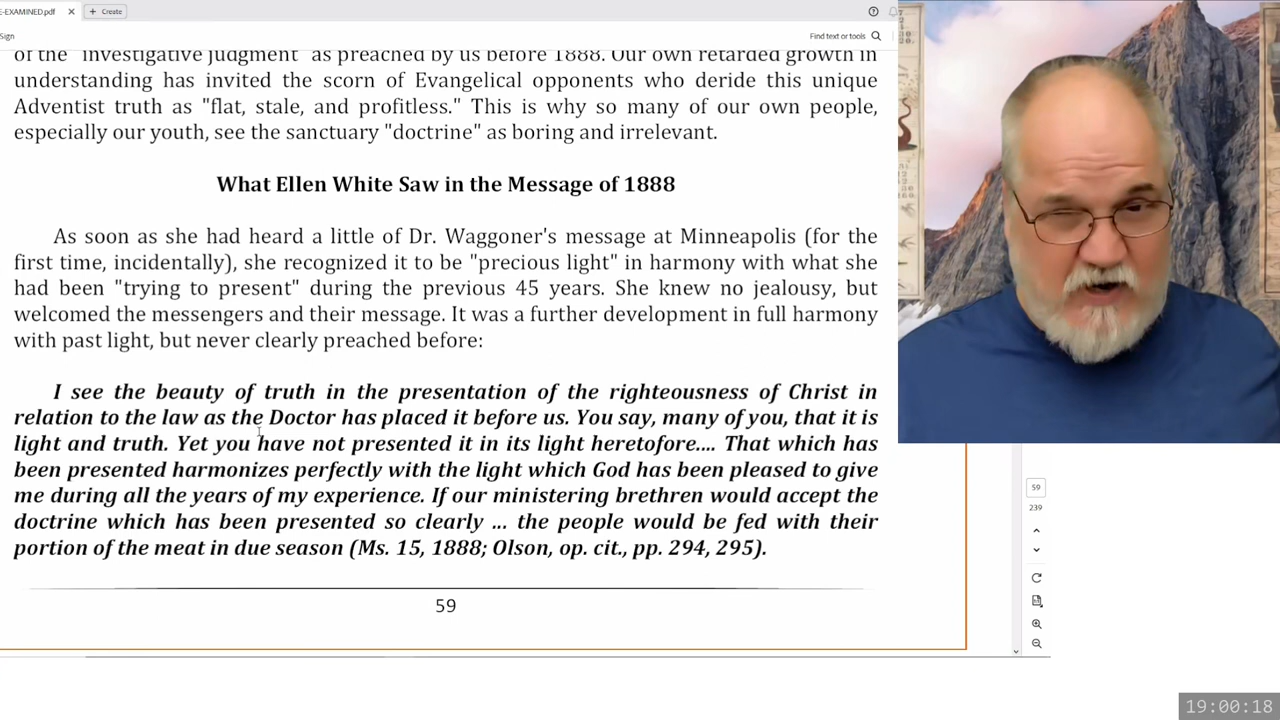 E-EXAMINED.pdf
Create
Sign
Find text or tools
of the "investigative judgment" as preached by us before 1888. Our own retarded growth in
understanding has invited the scorn of Evangelical opponents who deride this unique
Adventist truth as "flat, stale, and profitless." This is why so many of our own people,
especially our youth, see the sanctuary "doctrine" as boring and irrelevant.
What Ellen White Saw in the Message of 1888
As soon as she had heard a little of Dr. Waggoner's message at Minneapolis (for the
first time, incidentally), she recognized it to be "precious light" in harmony with what she
had been "trying to present" during the previous 45 years. She knew no jealousy, but
welcomed the messengers and their message. It was a further development in full harmony
with past light, but never clearly preached before:
I see the beauty of truth in the presentation of the righteousness of Christ in
relation to the law as the Doctor has placed it before us. You say, many of you, that it is
light and truth. Yet you have not presented it in its light heretofore.... That which has
been presented harmonizes perfectly with the light which God has been pleased to give
me during all the years of my experience. If our ministering brethren would accept the
doctrine which has been presented so clearly ... the people would be fed with their
portion of the meat in due season (Ms. 15, 1888; Olson, op. cit., pp. 294, 295).
59
59
239
19:00:18